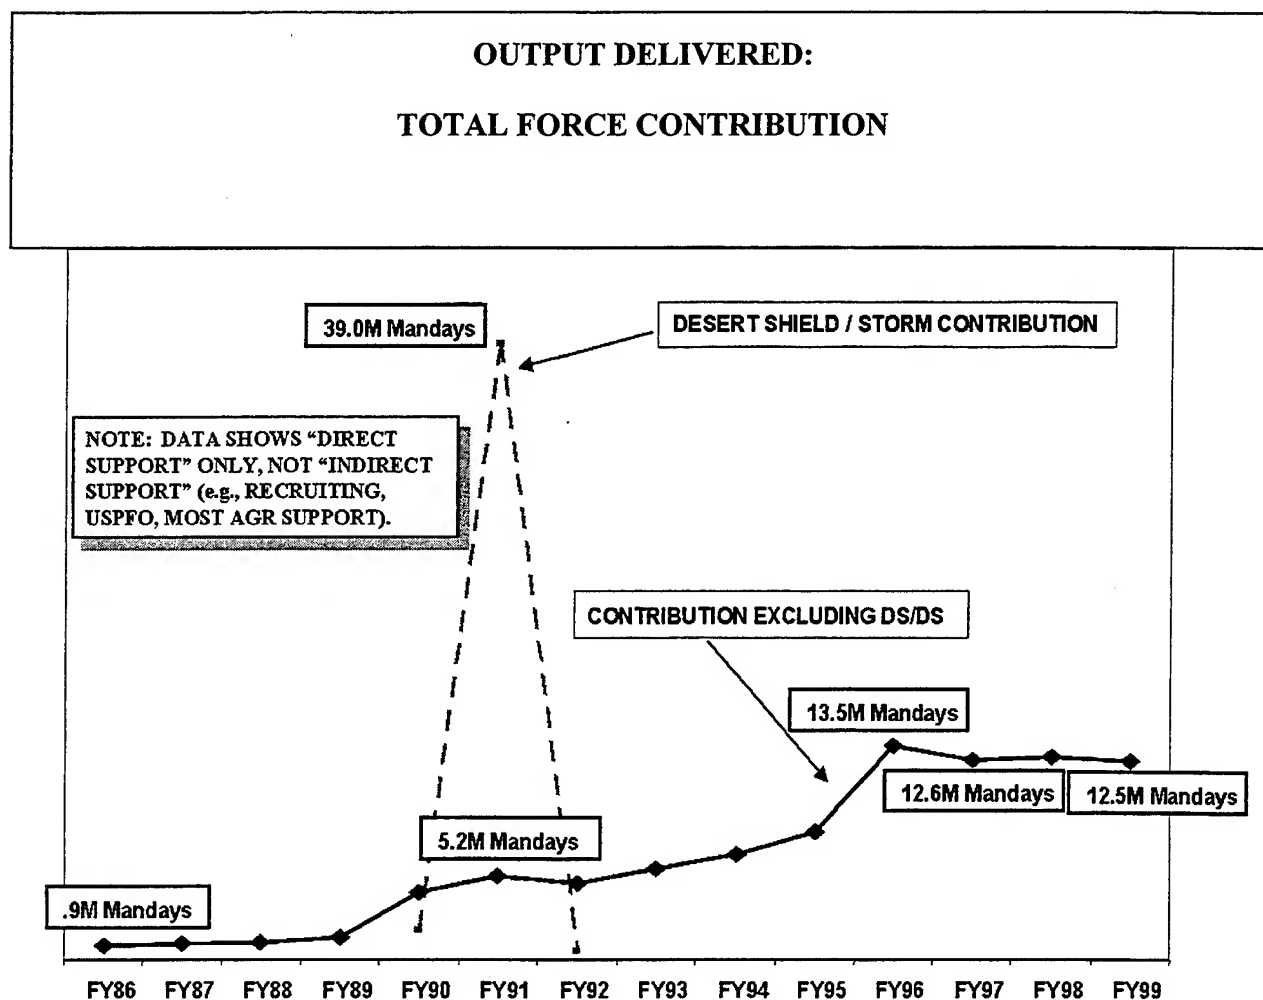 OUTPUT DELIVERED:
TOTAL FORCE CONTRIBUTION
39.0M Mandays
DESERT SHIELD / STORM CONTRIBUTION
NOTE: DATA SHOWS “DIRECT
SUPPORT” ONLY, NOT “INDIRECT
SUPPORT” (e.g., RECRUITING,
USPFO, MOST AGR SUPPORT).
CONTRIBUTION EXCLUDING DS/DS
13.5M Mandays
12.6M Mandays
12.5M Mandays
5.2M Mandays
.9M Mandays
FY86 FY87 FY88 FY89 FY90 FY91 FY92 FY93 FY94 FY95 FY96 FY97 FY98 FY99